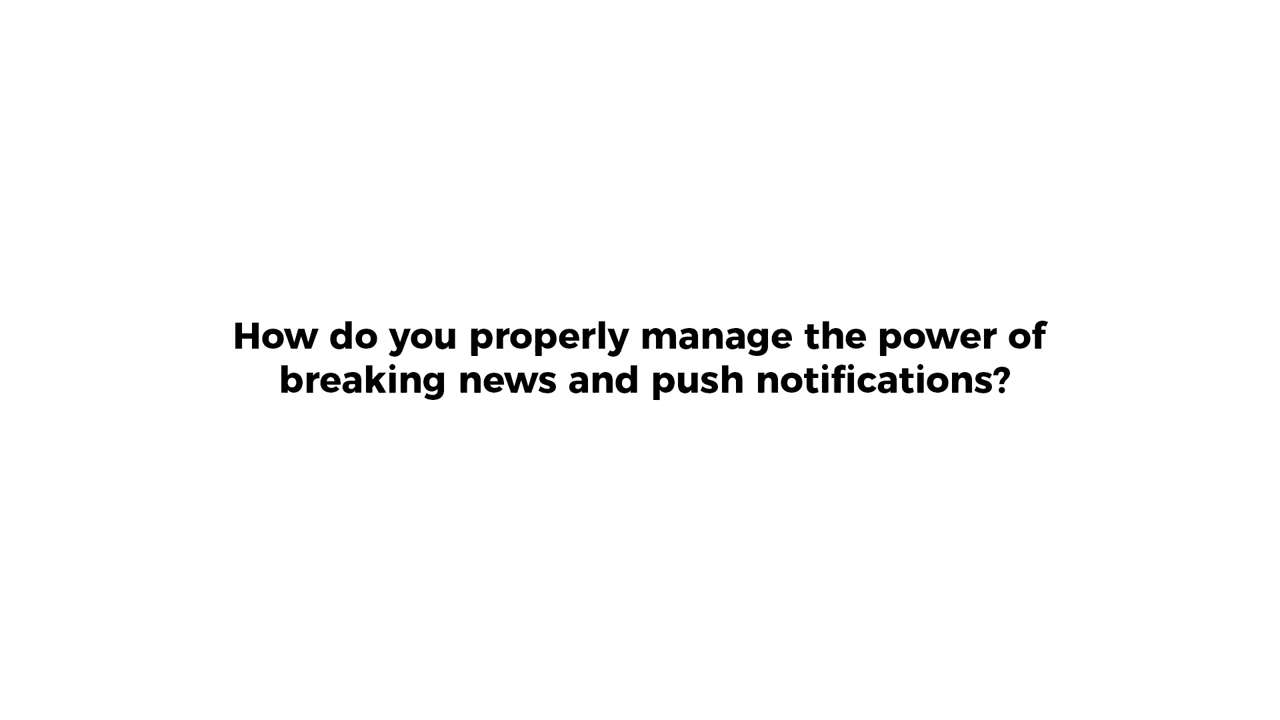 How do you properly manage the power of
breaking news and push notifications?